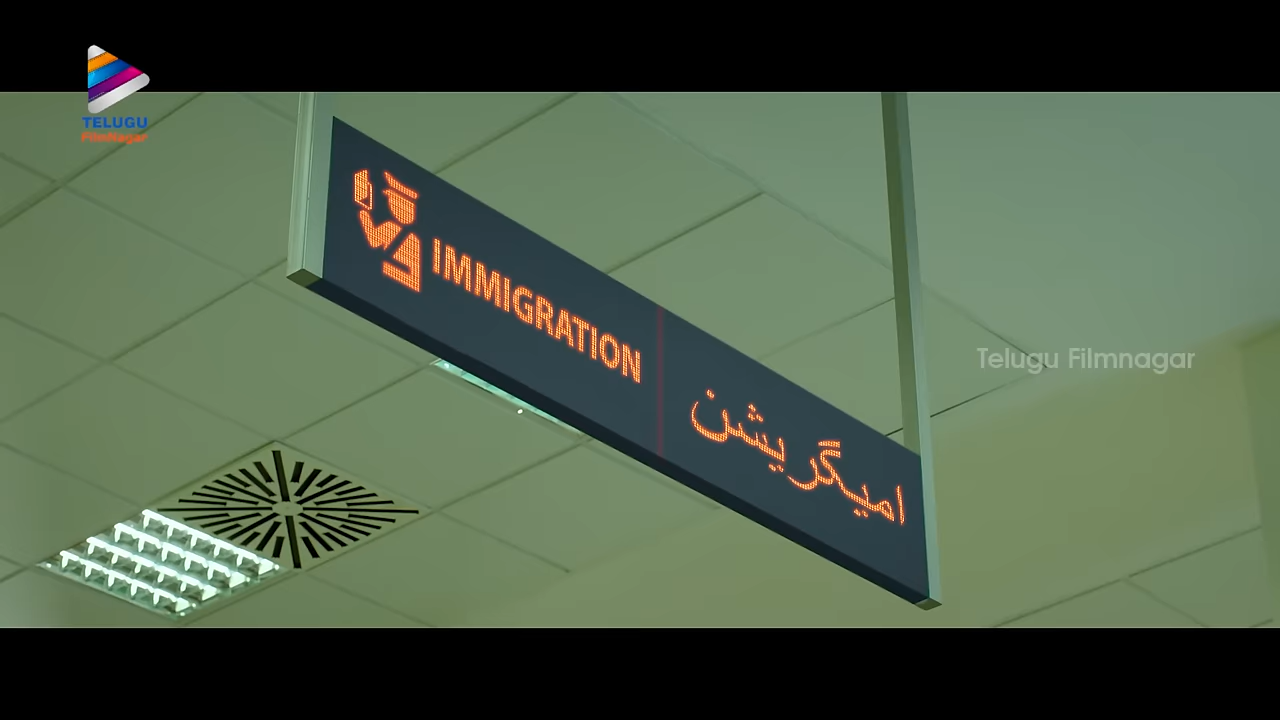 TELUGU
FilmNagar
IMMIGRATION
امیگریشن
Telugu Filmnagar